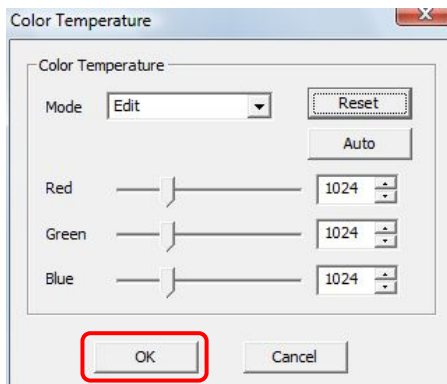 Color Temperature
Color Temperature
Mode Edit Reset
Auto
Red 1024
Green 1024
Blue 1024
OK Cancel